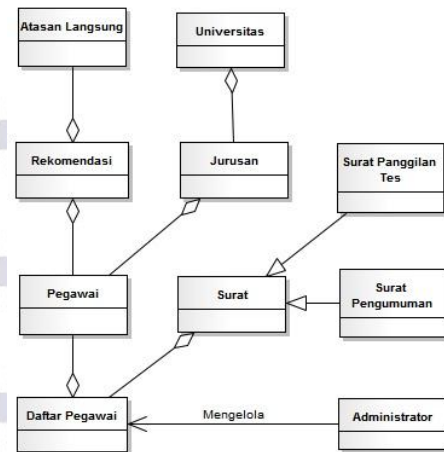 Atasan Langsung
Universitas
Rekomendasi
Jurusan
Surat Panggilan
Tes
Pegawai
Surat
Surat
Pengumuman
Daftar Pegawai
Mengelola
Administrator